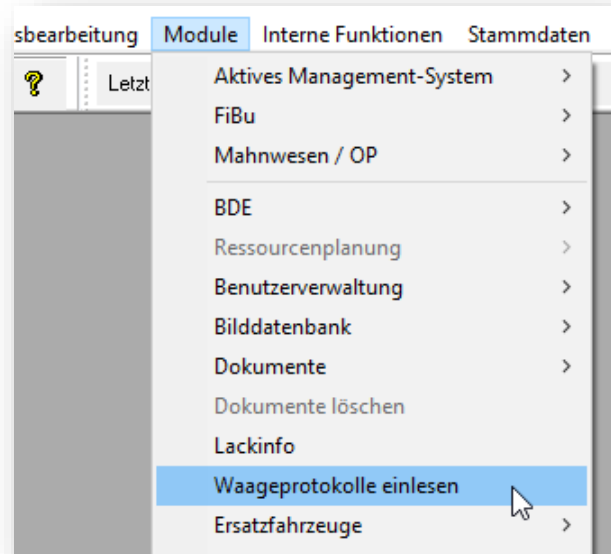 sbearbeitung Module Interne Funktionen Stammdaten
? Letzt
Aktives Management-System >
FiBu >
Mahnwesen / OP >
BDE >
Ressourcenplanung >
Benutzerverwaltung >
Bilddatenbank >
Dokumente >
Dokumente löschen
Lackinfo
Waageprotokolle einlesen
Ersatzfahrzeuge >